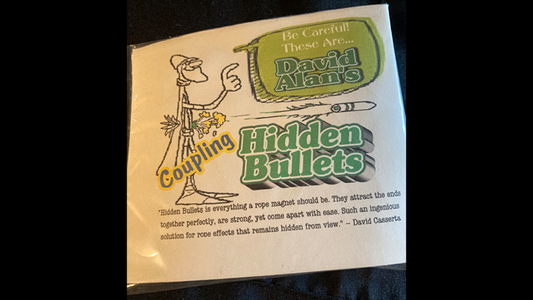 Be Careful!
These Are...
David
Alan's
Coupling
Hidden
Bullets
"Hidden Bullets is everything a rope magnet should be. They attract the ends
together perfectly, are strong, yet come apart with ease. Such an ingenious
solution for rope effects that remains hidden from view." ~ David Casserta